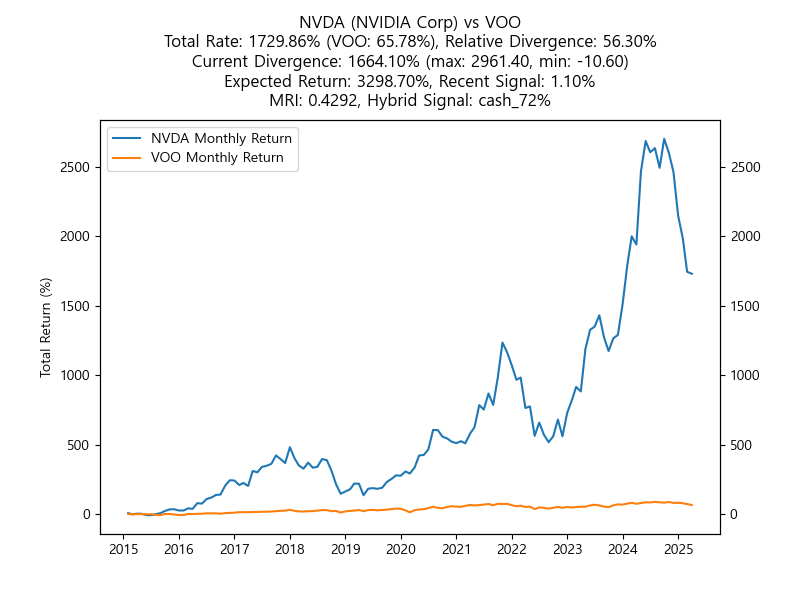 NVDA (NVIDIA Corp) vs VOO
Total Rate: 1729.86% (VOO: 65.78%), Relative Divergence: 56.30%
Current Divergence: 1664.10% (max: 2961.40, min: -10.60)
Expected Return: 3298.70%, Recent Signal: 1.10%
MRI: 0.4292, Hybrid Signal: cash_72%
NVDA Monthly Return
VOO Monthly Return
Total Return (%)
2500
2000
1500
1000
500
0
2500
2000
1500
1000
500
0
2015 2016 2017 2018 2019 2020 2021 2022 2023 2024 2025